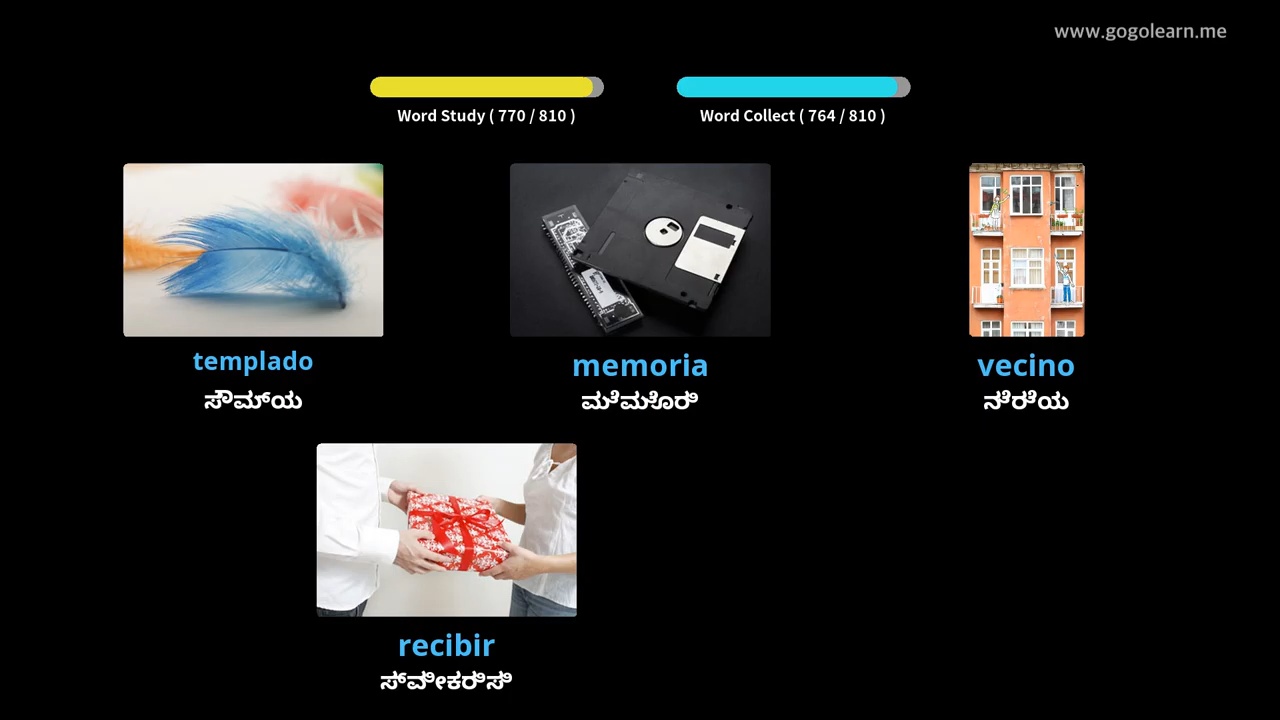 www.gogolearn.me
Word Study ( 770 / 810 )
Word Collect ( 764 / 810 )
templado
ಸೌಮ್ಯ
memoria
ಮೆಮೊರಿ
vecino
ನೆರೆಯ
recibir
ಸ್ವೀಕರಿಸಿ